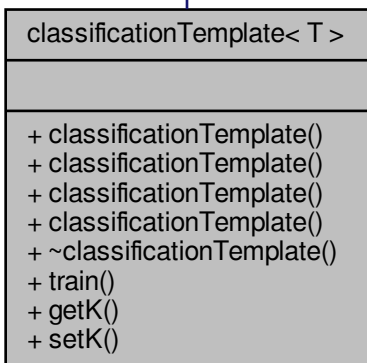 classificationTemplate< T >
+ classificationTemplate()
+ classificationTemplate()
+ classificationTemplate()
+ classificationTemplate()
+ ~classificationTemplate()
+ train()
+ getK()
+ setK()